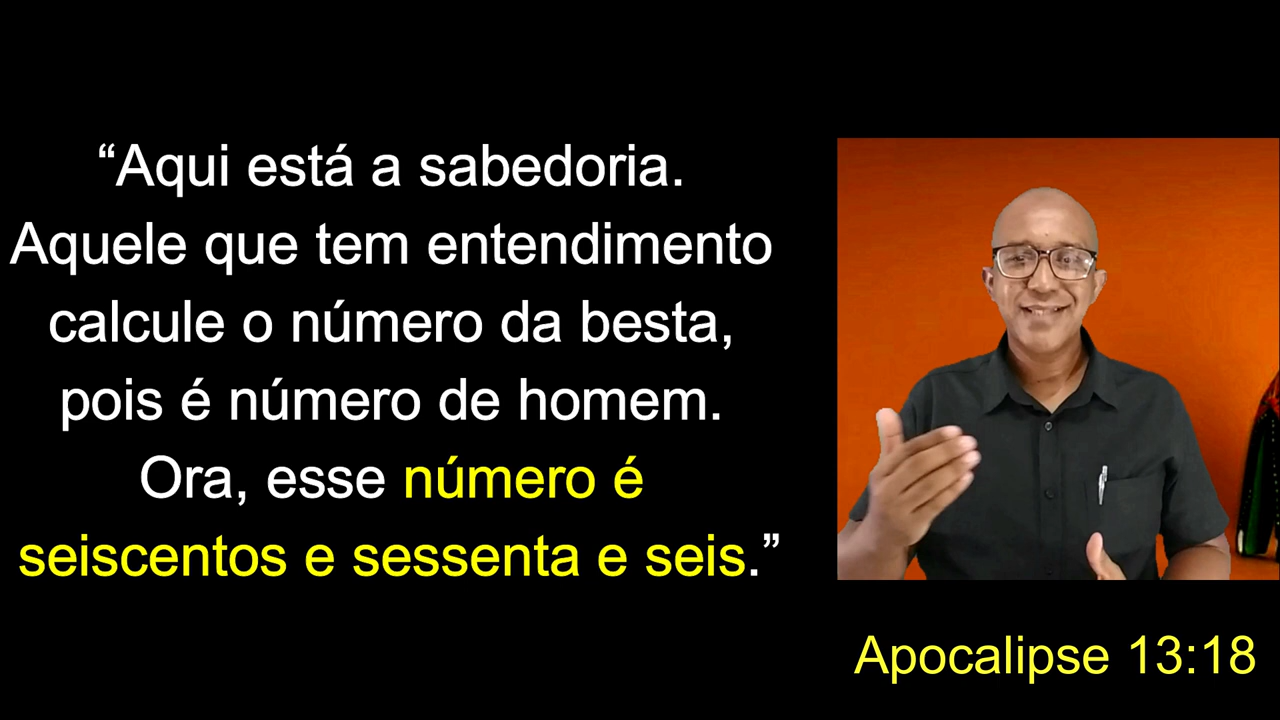 “Aqui está a sabedoria.
Aquele que tem entendimento
calcule o número da besta,
pois é número de homem.
Ora, esse número é
seiscentos e sessenta e seis.”
Apocalipse 13:18